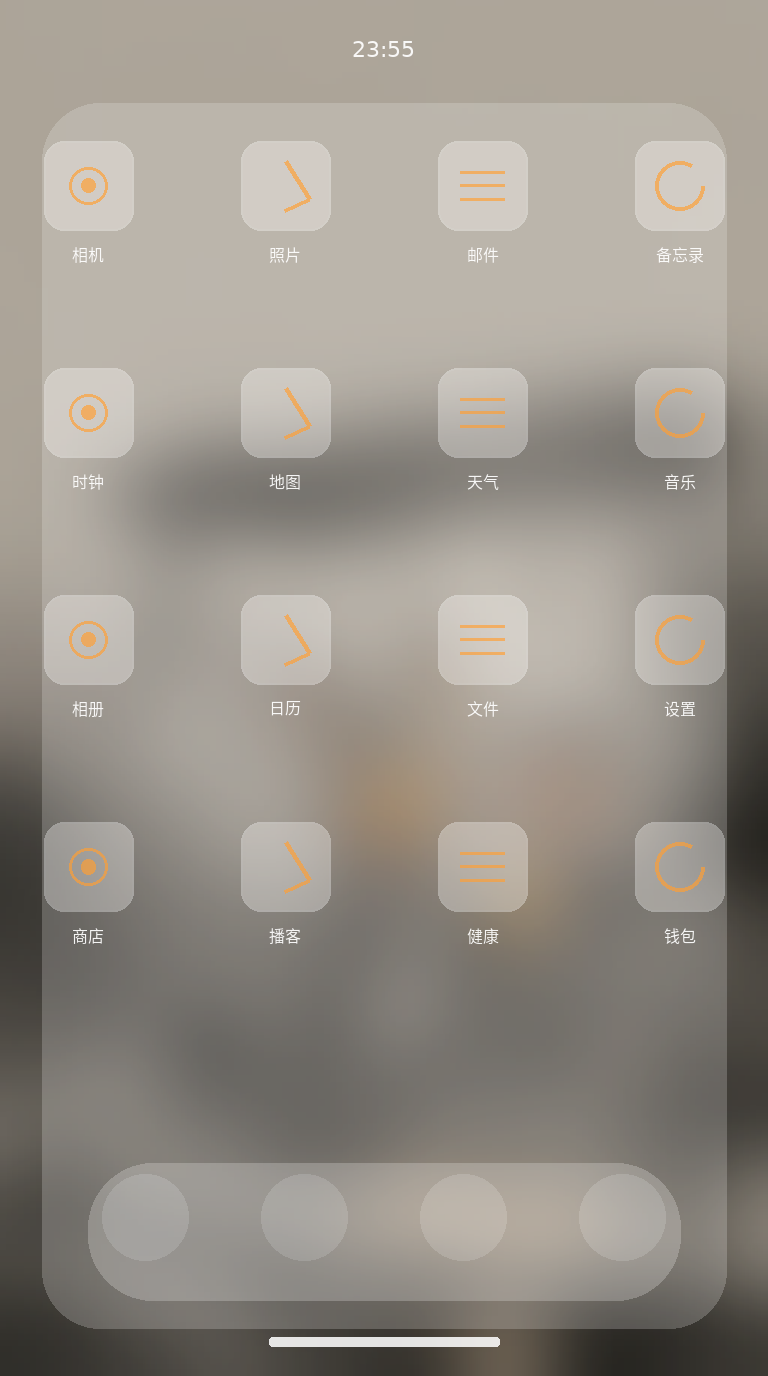 23:55
相机 照片 邮件 备忘录
时钟 地图 天气 音乐
相册 日历 文件 设置
商店 播客 健康 钱包